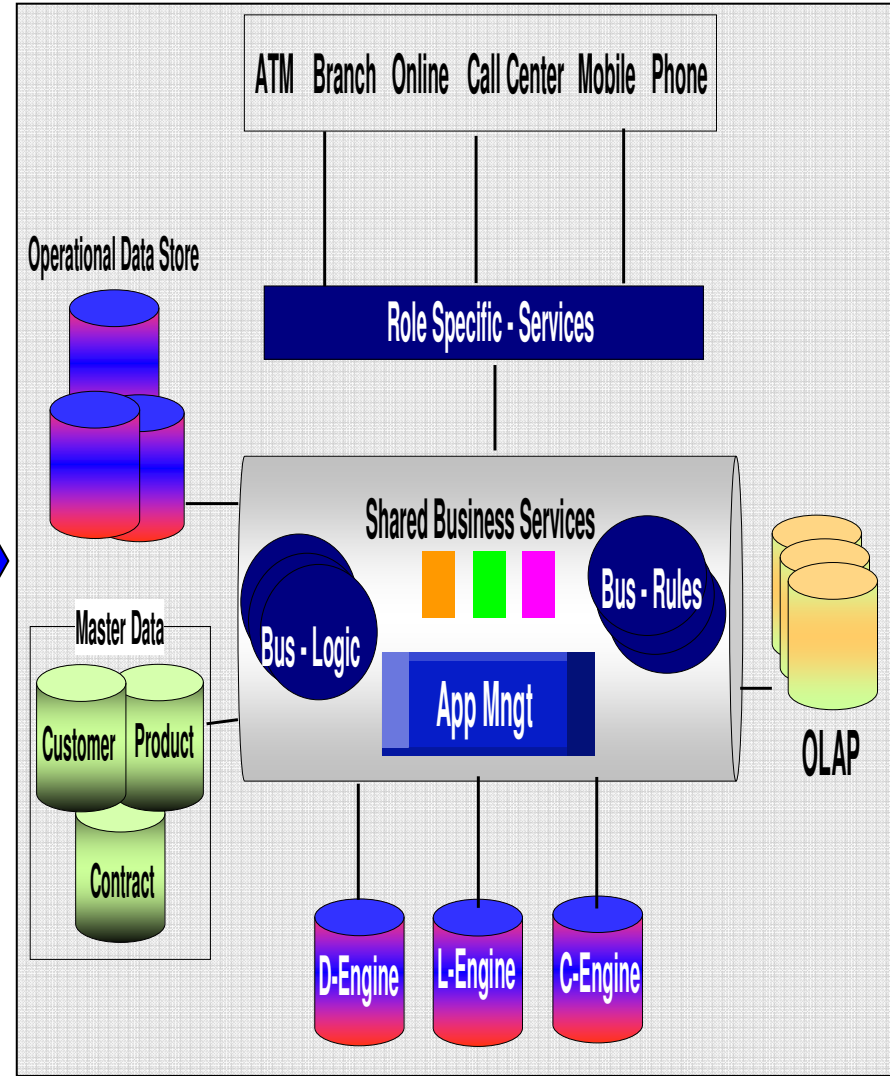 ATM Branch Online Call Center Mobile Phone
Operational Data Store
Role Specific - Services
Shared Business Services
Bus - Logic
Bus - Rules
App Mngt
Master Data
Customer
Product
Contract
OLAP
D-Engine
L-Engine
C-Engine